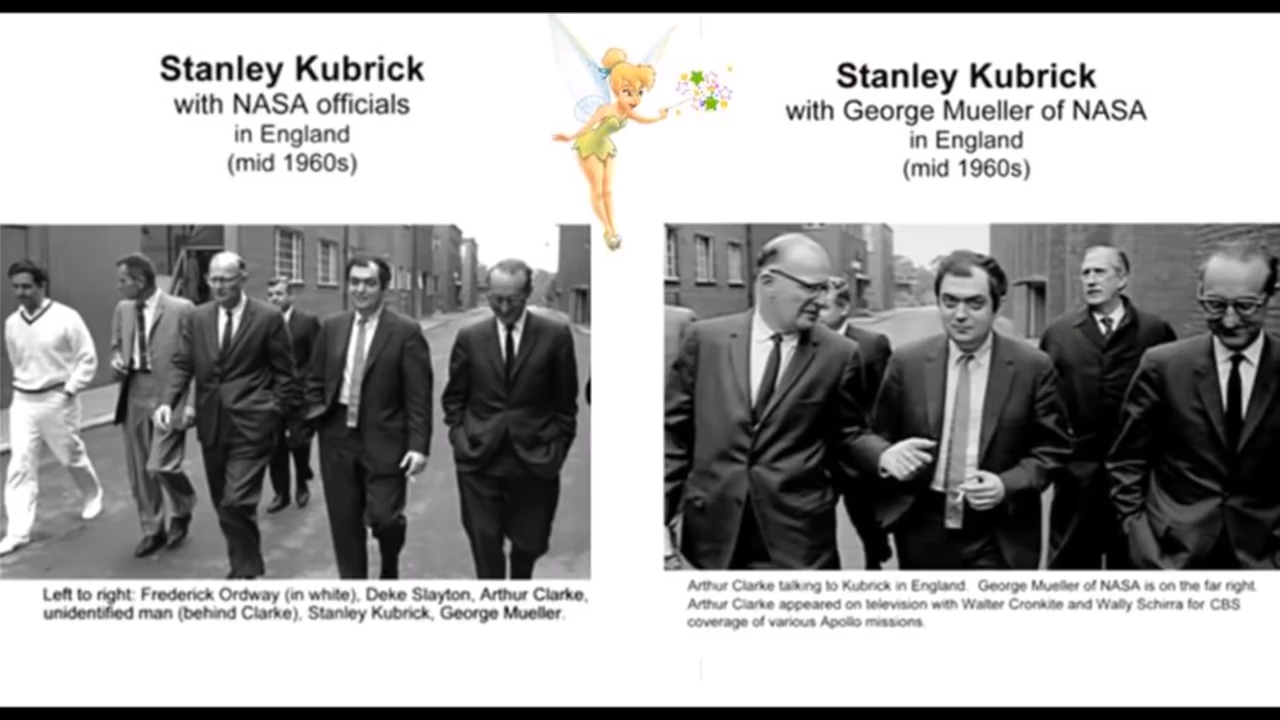 Stanley Kubrick
with NASA officials
in England
(mid 1960s)
Left to right: Frederick Ordway (in white), Deke Slayton, Arthur Clarke,
unidentified man (behind Clarke), Stanley Kubrick, George Mueller.
Stanley Kubrick
with George Mueller of NASA
in England
(mid 1960s)
Arthur Clarke talking to Kubrick in England. George Mueller of NASA is on the far right.
Arthur Clarke appeared on television with Walter Cronkite and Wally Schirra for CBS
coverage of various Apollo missions.